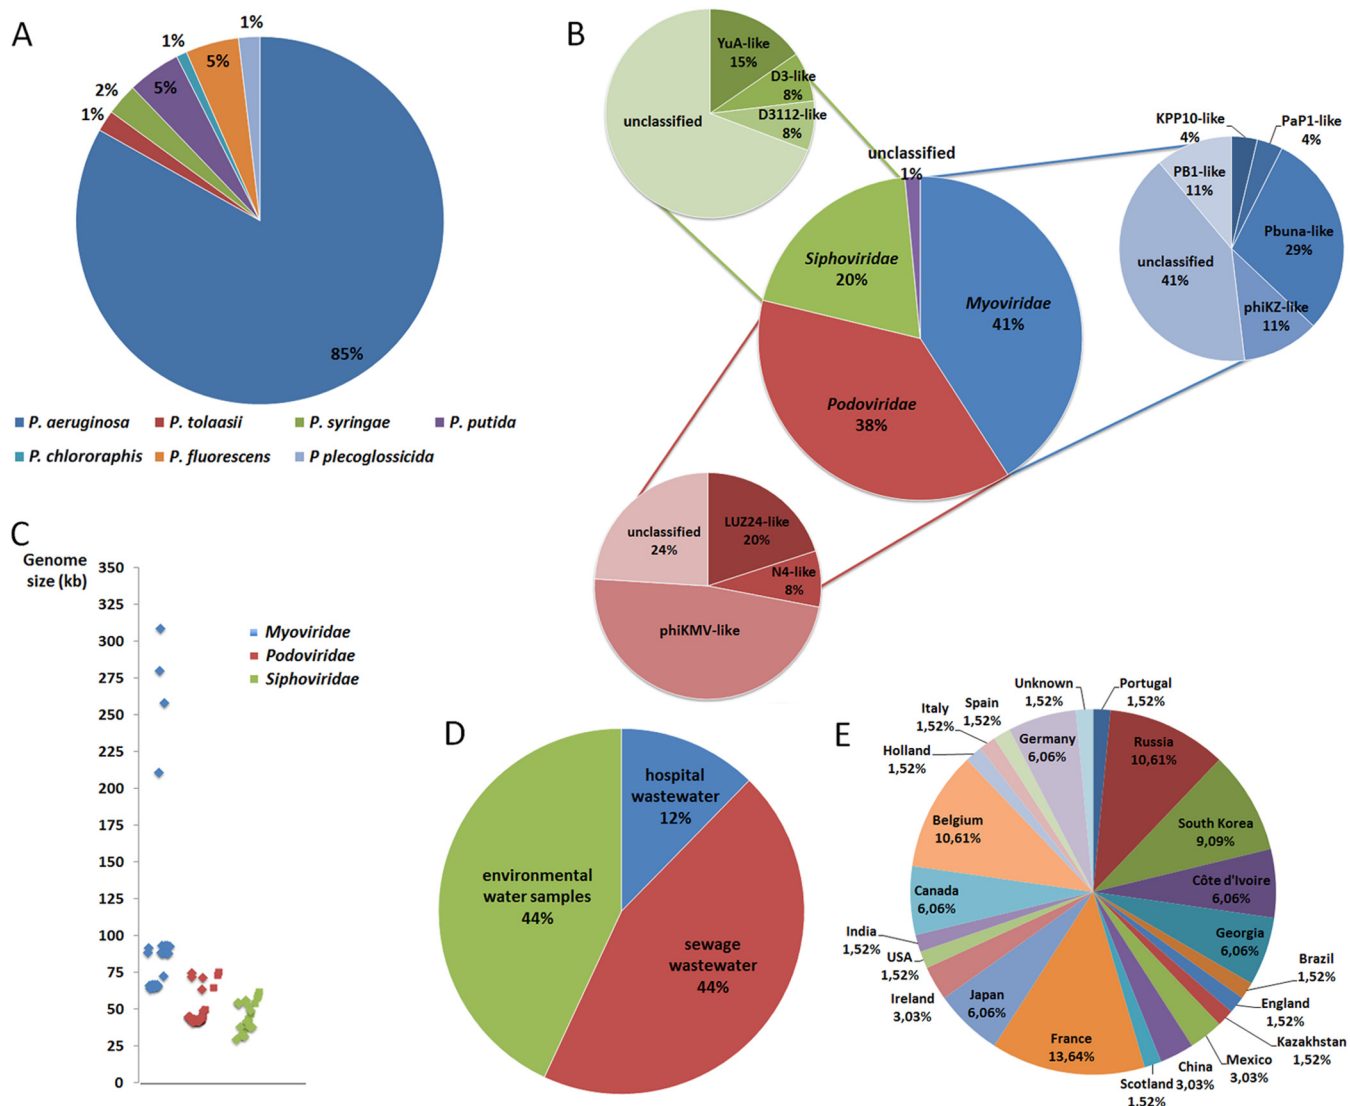 A
1%
1%
5%
5%
2%
1%
85%
P. aeruginosa
P. tolaasii
P. syringae
P. putida
P. chlororaphis
P. fluorescens
P plecoglossicida
B
YuA-like
15%
D3-like
8%
D3112-like
8%
unclassified
unclassified
1%
Siphoviridae
20%
Myoviridae
41%
Podoviridae
38%
KPP10-like
4%
PaP1-like
4%
PB1-like
11%
Pbuna-like
29%
unclassified
41%
phiKZ-like
11%
unclassified
24%
LUZ24-like
20%
N4-like
8%
phiKMV-like
C
Genome
size (kb)
350
325
300
275
250
225
200
175
150
125
100
75
50
25
0
Myoviridae
Podoviridae
Siphoviridae
D
hospital
wastewater
12%
environmental
water samples
44%
sewage
wastewater
44%
E
Unknown
1,52%
Portugal
1,52%
Spain
1,52%
Italy
1,52%
Germany
6,06%
Russia
10,61%
Holland
1,52%
Belgium
10,61%
South Korea
9,09%
Canada
6,06%
Côte d'Ivoire
6,06%
India
1,52%
Georgia
6,06%
USA
1,52%
Brazil
1,52%
Ireland
3,03%
Japan
6,06%
England
1,52%
France
13,64%
Kazakhstan
1,52%
Mexico
3,03%
China
3,03%
Scotland
1,52%